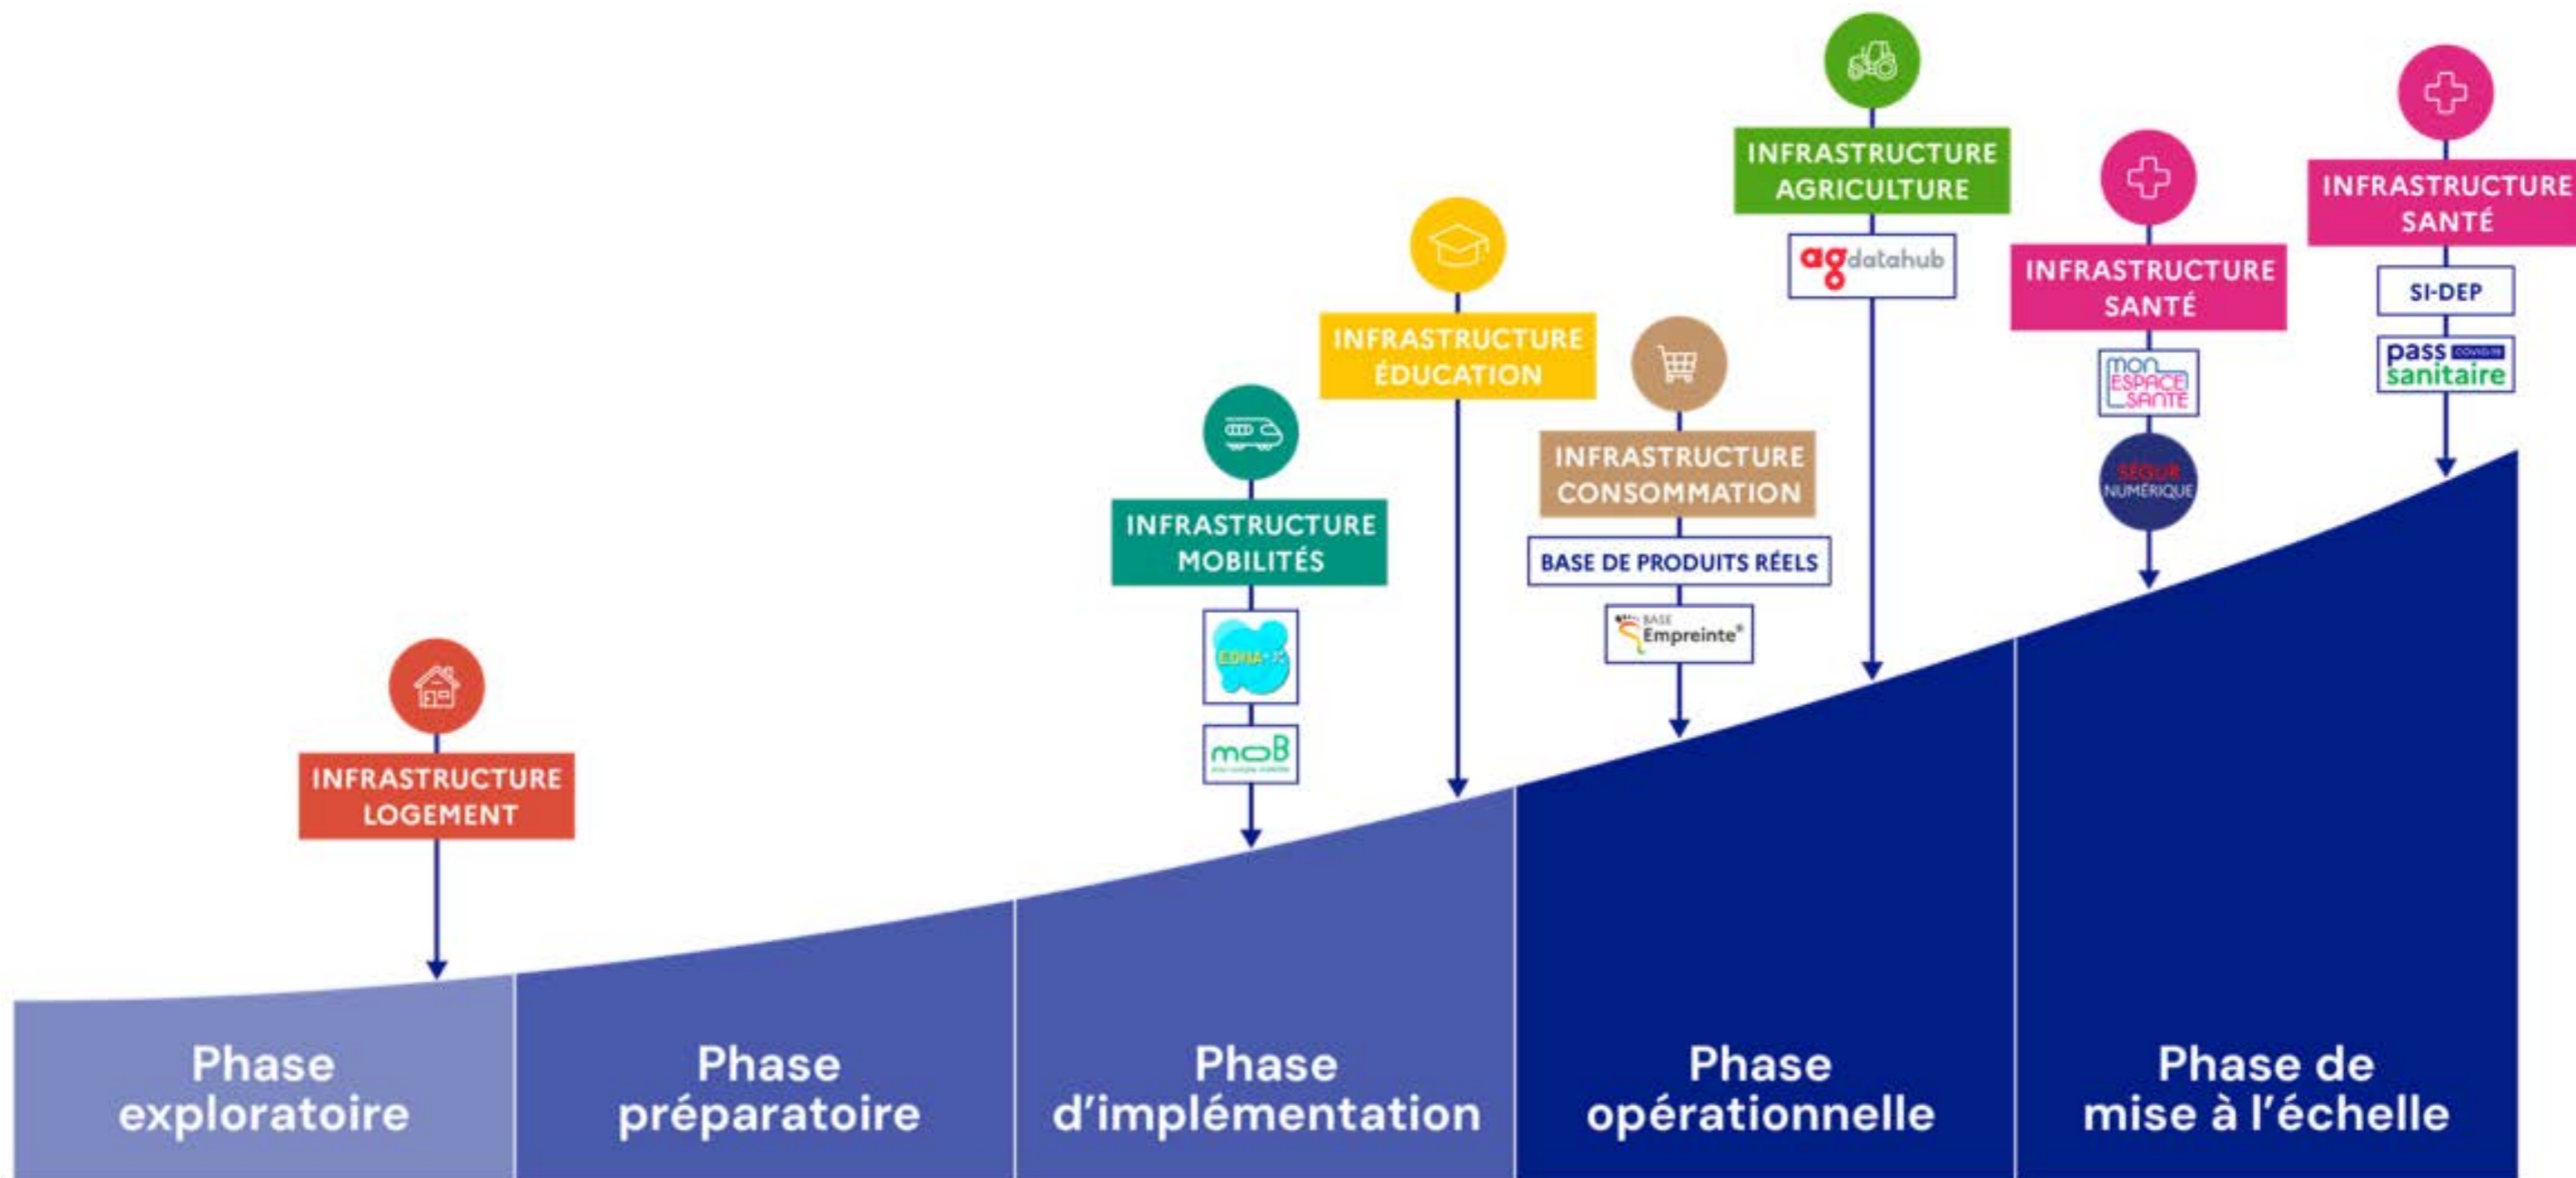 INFRASTRUCTURE
LOGEMENT
INFRASTRUCTURE
MOBILITÉS
moB
INFRASTRUCTURE
ÉDUCATION
INFRASTRUCTURE
CONSOMMATION
BASE DE PRODUITS RÉELS
BASE
Empreinte®
INFRASTRUCTURE
AGRICULTURE
agdatahub
INFRASTRUCTURE
SANTÉ
mon
ESPACE
SANTÉ
SÉGUR
NUMÉRIQUE
INFRASTRUCTURE
SANTÉ
SI-DEP
pass COVID-19
sanitaire
Phase
exploratoire
Phase
préparatoire
Phase
d'implémentation
Phase
opérationnelle
Phase de
mise à l'échelle